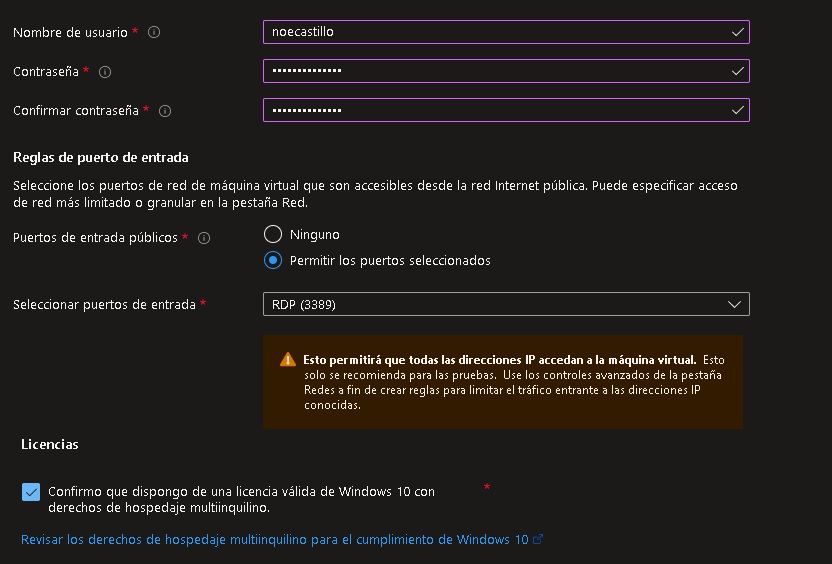 Nombre de usuario *
noecastillo
Contraseña *
••••••••••••••
Confirmar contraseña *
••••••••••••••
Reglas de puerto de entrada
Seleccione los puertos de red de máquina virtual que son accesibles desde la red Internet pública. Puede especificar acceso
de red más limitado o granular en la pestaña Red.
Puertos de entrada públicos *
Ninguno
Permitir los puertos seleccionados
Seleccionar puertos de entrada *
RDP (3389)
Esto permitirá que todas las direcciones IP accedan a la máquina virtual. Esto
solo se recomienda para las pruebas. Use los controles avanzados de la pestaña
Redes a fin de crear reglas para limitar el tráfico entrante a las direcciones IP
conocidas.
Licencias
Confirmo que dispongo de una licencia válida de Windows 10 con *
derechos de hospedaje multiinquilino.
Revisar los derechos de hospedaje multiinquilino para el cumplimiento de Windows 10